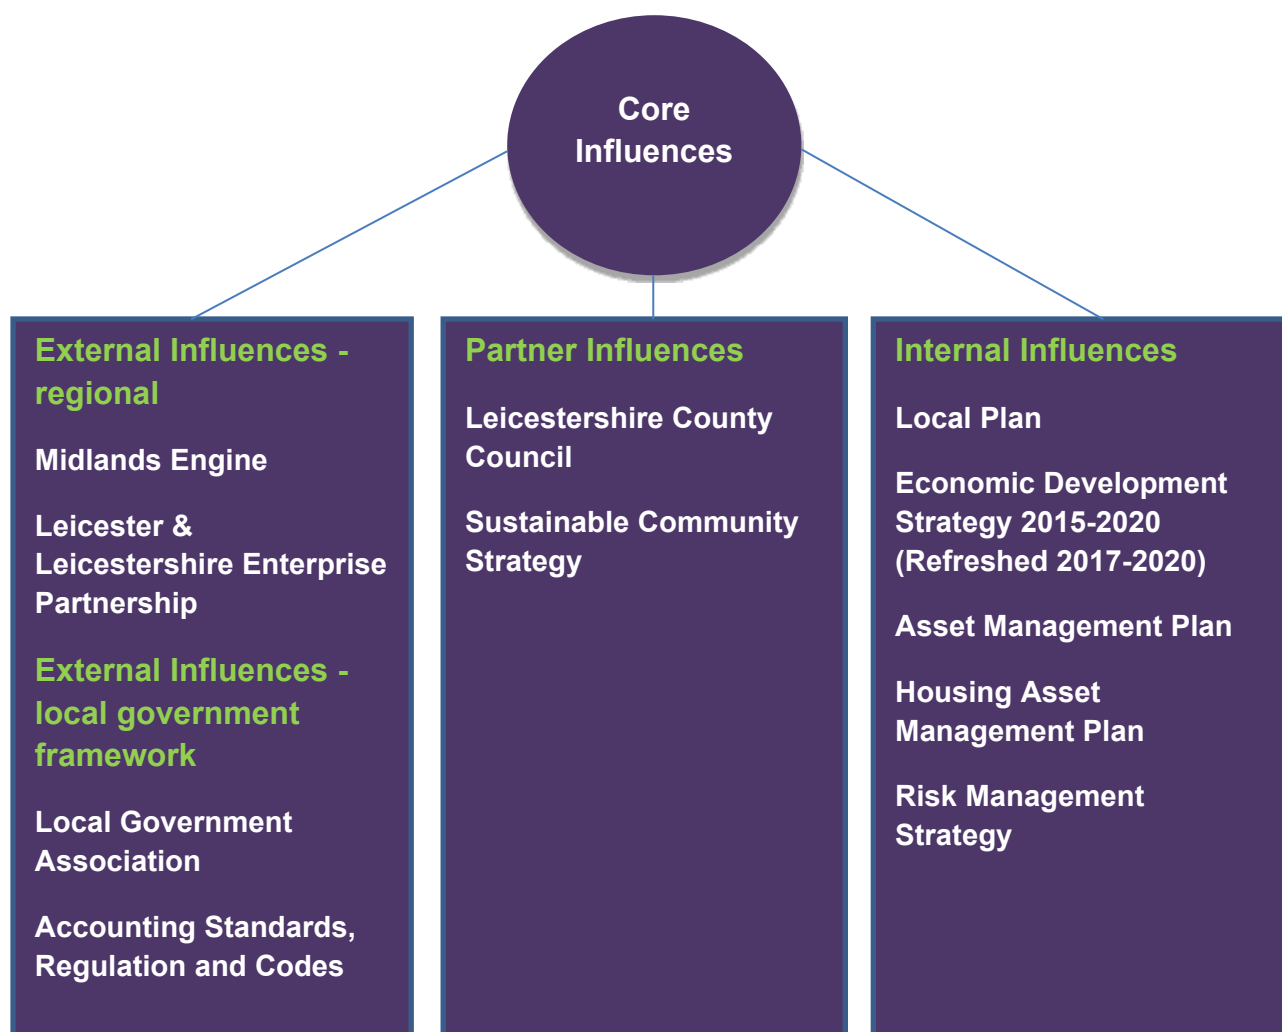 Core
Influences
External Influences -
regional
Midlands Engine
Leicester &
Leicestershire Enterprise
Partnership
External Influences -
local government
framework
Local Government
Association
Accounting Standards,
Regulation and Codes
Partner Influences
Leicestershire County
Council
Sustainable Community
Strategy
Internal Influences
Local Plan
Economic Development
Strategy 2015-2020
(Refreshed 2017-2020)
Asset Management Plan
Housing Asset
Management Plan
Risk Management
Strategy